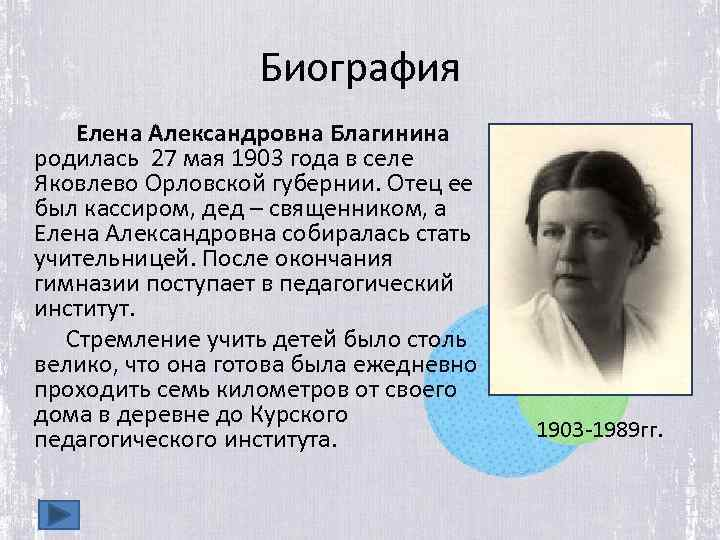 Биография
Елена Александровна Благинина
родилась 27 мая 1903 года в селе
Яковлево Орловской губернии. Отец ее
был кассиром, дед – священником, а
Елена Александровна собиралась стать
учительницей. После окончания
гимназии поступает в педагогический
институт.
Стремление учить детей было столь
велико, что она готова была ежедневно
проходить семь километров от своего
дома в деревне до Курского
педагогического института.
1903-1989 гг.